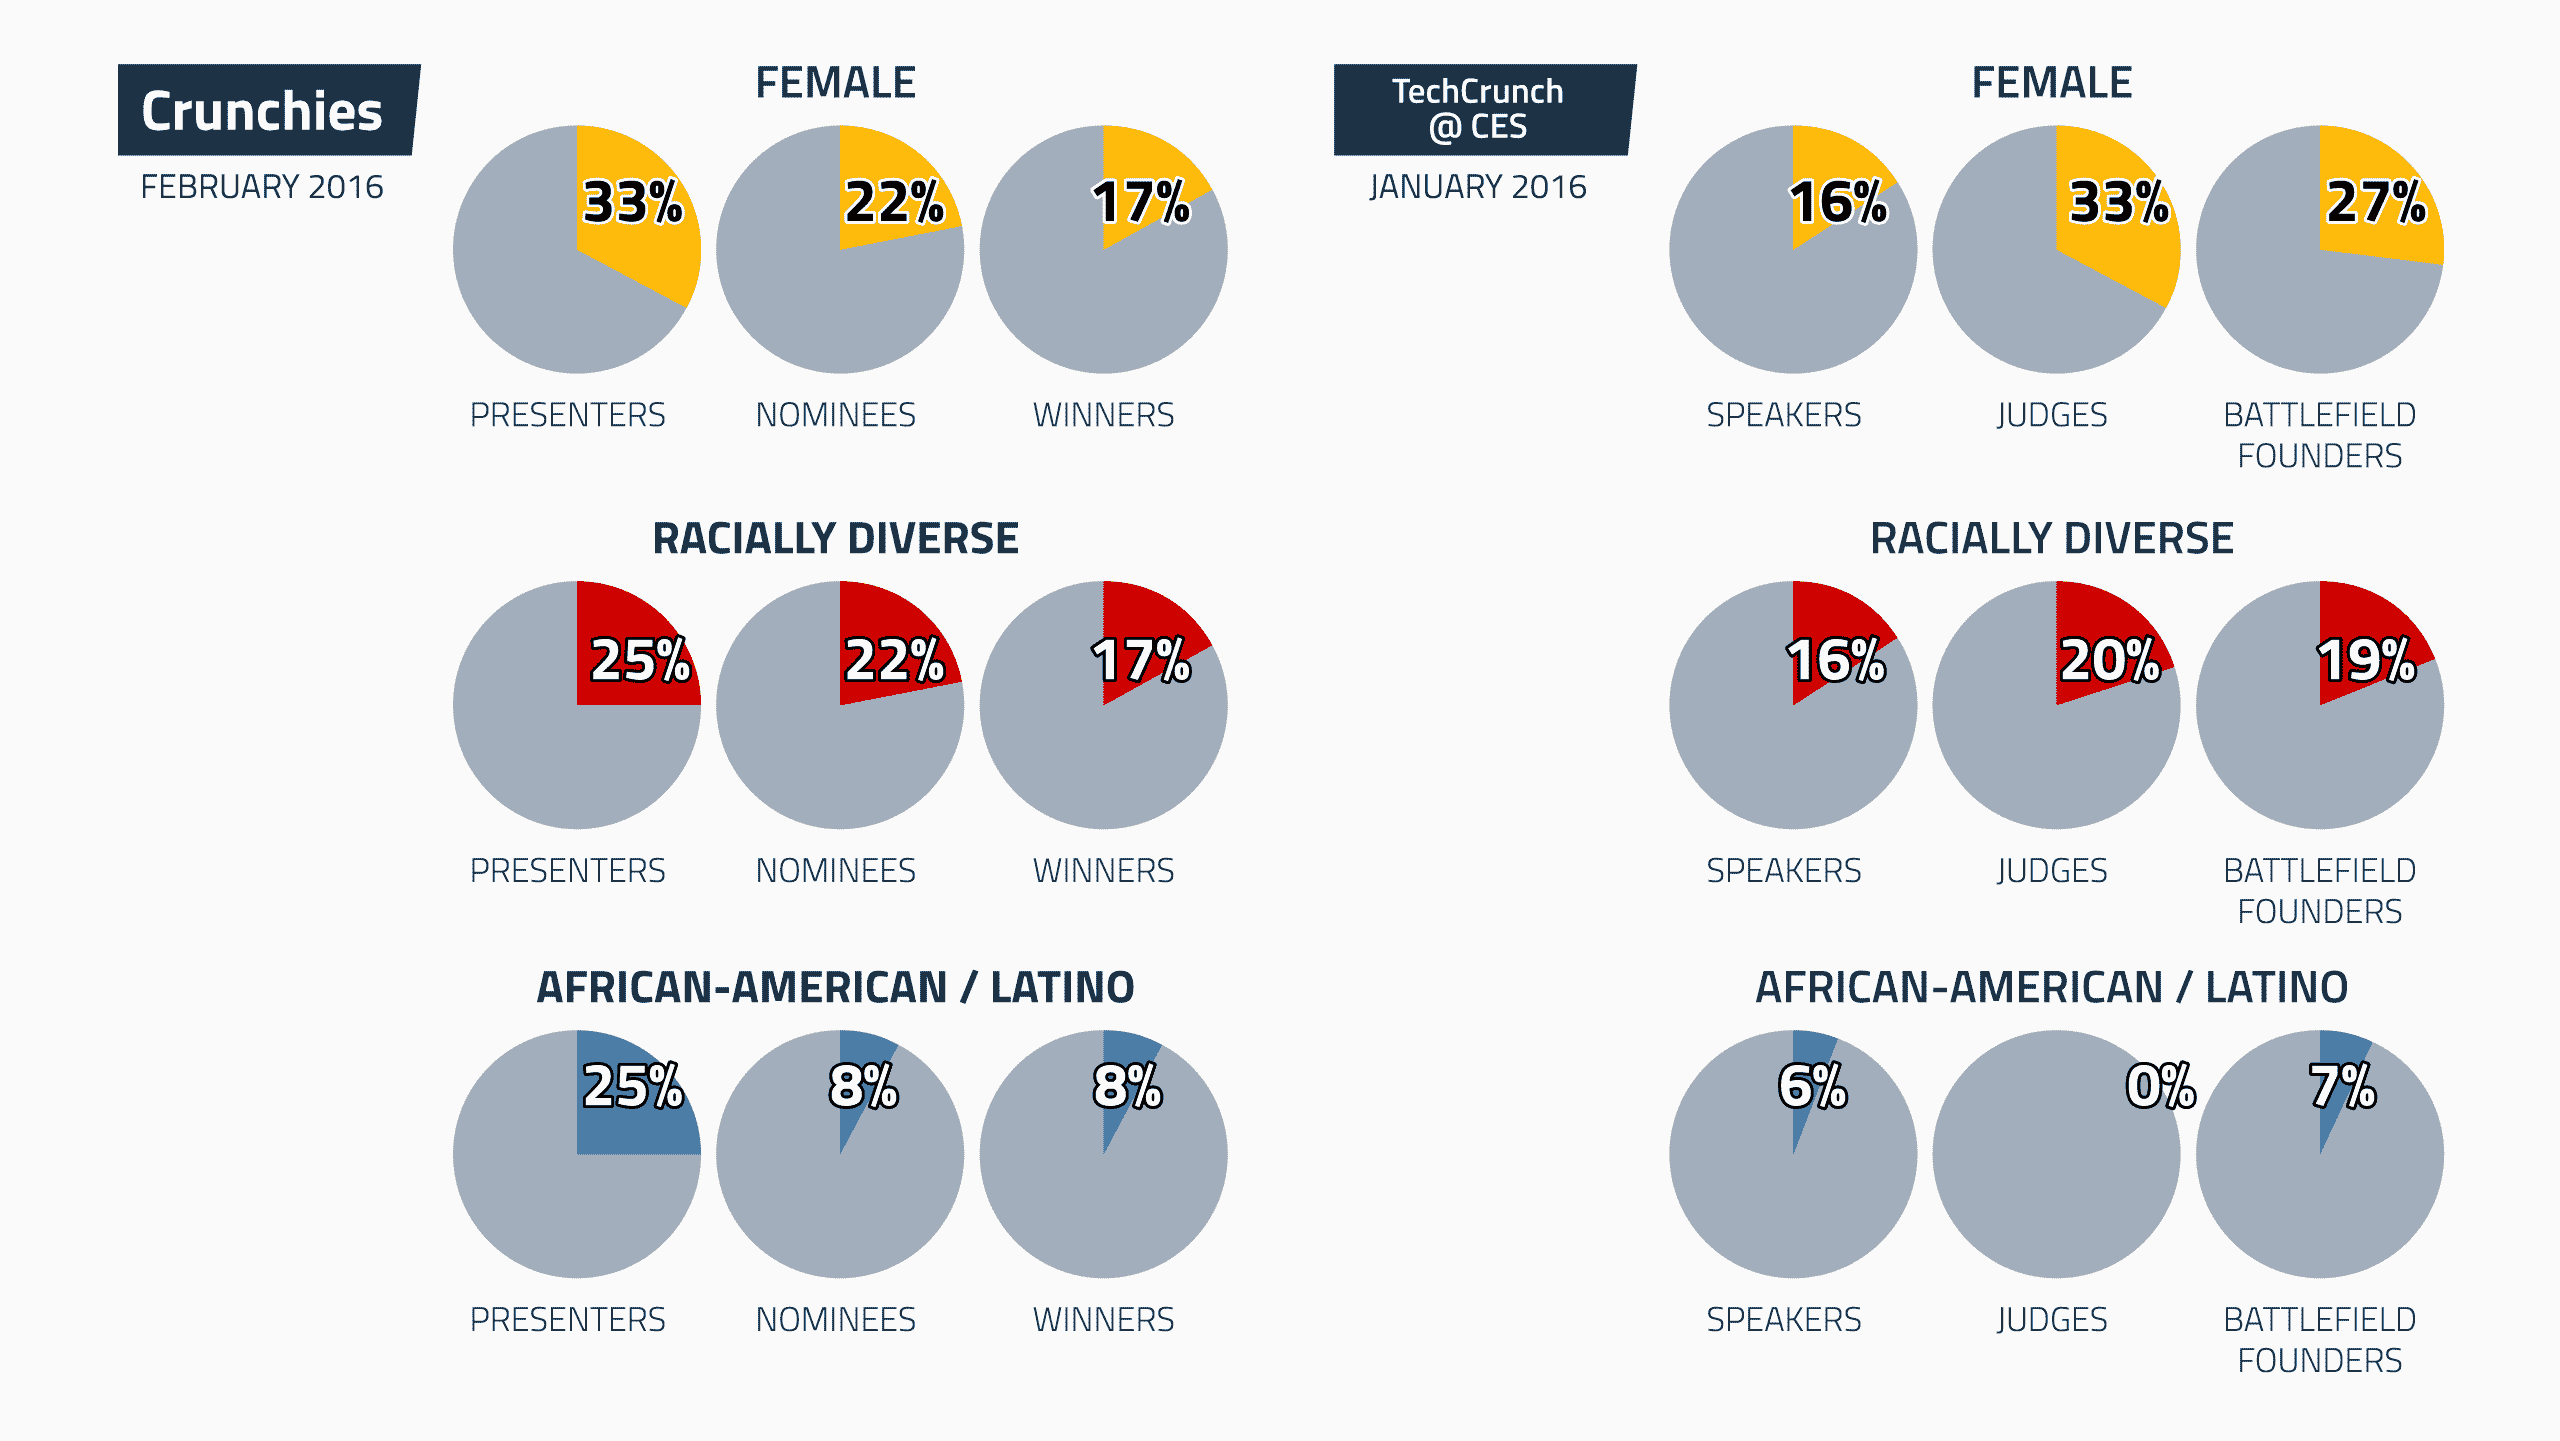 Crunchies
FEBRUARY 2016
FEMALE
33%
22%
17%
PRESENTERS
NOMINEES
WINNERS
RACIALLY DIVERSE
25%
22%
17%
PRESENTERS
NOMINEES
WINNERS
AFRICAN-AMERICAN / LATINO
25%
8%
8%
PRESENTERS
NOMINEES
WINNERS
TechCrunch
@ CES
JANUARY 2016
FEMALE
16%
33%
27%
SPEAKERS
JUDGES
BATTLEFIELD
FOUNDERS
RACIALLY DIVERSE
16%
20%
19%
SPEAKERS
JUDGES
BATTLEFIELD
FOUNDERS
AFRICAN-AMERICAN / LATINO
6%
0%
7%
SPEAKERS
JUDGES
BATTLEFIELD
FOUNDERS